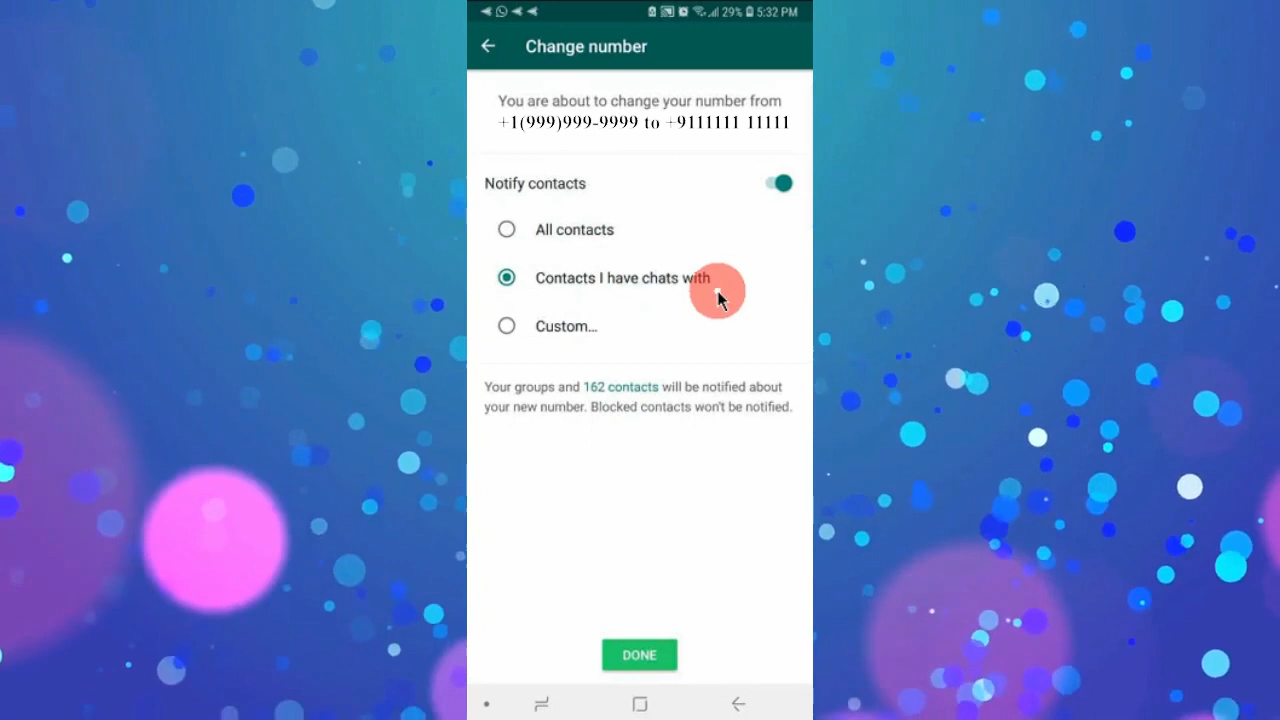 29% 5:32 PM
Change number
You are about to change your number from
+1(999)999-9999 to +9111111 11111
Notify contacts
All contacts
Contacts I have chats with
Custom...
Your groups and 162 contacts will be notified about
your new number. Blocked contacts won't be notified.
DONE